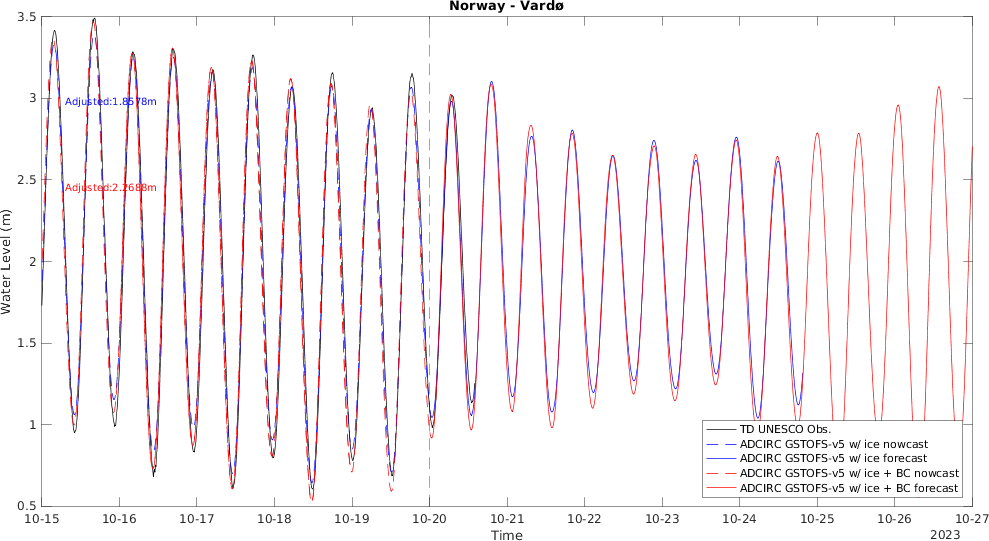 Norway - Vardø
3.5
3
2.5
2
1.5
1
0.5
Water Level (m)
Adjusted:1.8578m
Adjusted:2.2688m
TD UNESCO Obs.
ADCIRC GSTOFS-v5 w/ ice nowcast
ADCIRC GSTOFS-v5 w/ ice forecast
ADCIRC GSTOFS-v5 w/ ice + BC nowcast
ADCIRC GSTOFS-v5 w/ ice + BC forecast
10-15 10-16 10-17 10-18 10-19 10-20 10-21 10-22 10-23 10-24 10-25 10-26 10-27
Time
2023